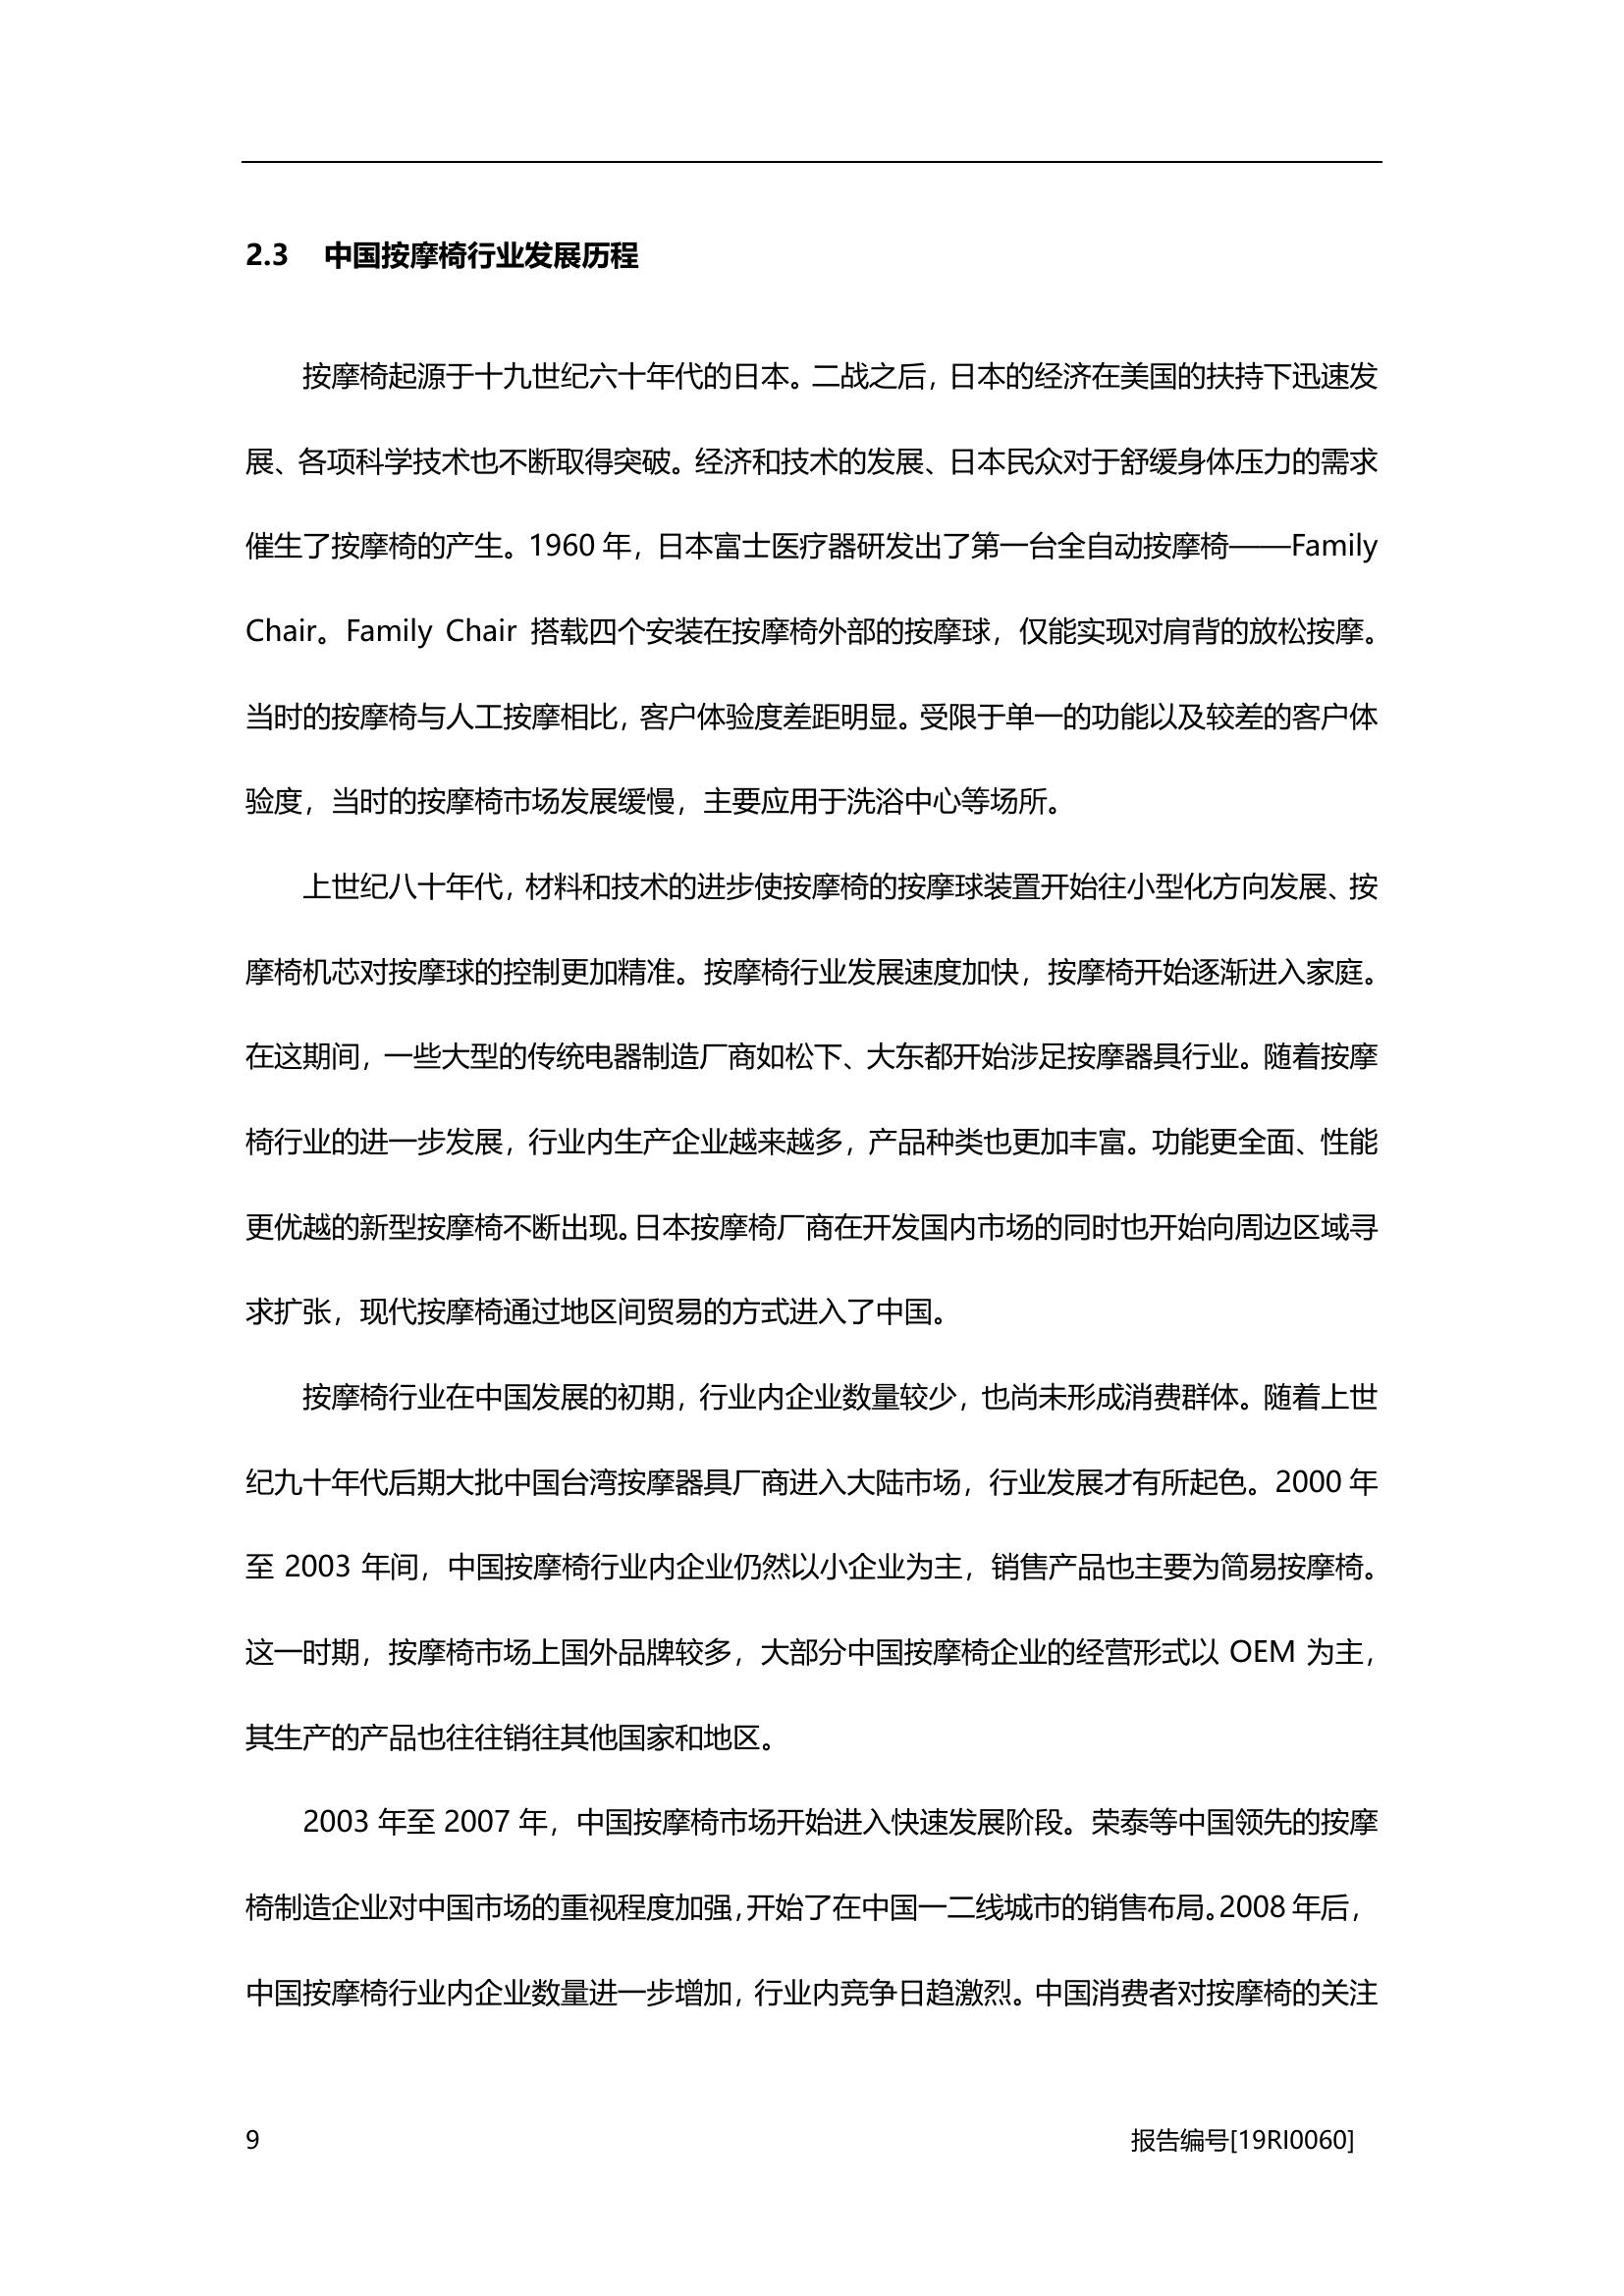 2.3 中国按摩椅行业发展历程
按摩椅起源于十九世纪六十年代的日本。二战之后，日本的经济在美国的扶持下迅速发
展、各项科学技术也不断取得突破。经济和技术的发展、日本民众对于舒缓身体压力的需求
催生了按摩椅的产生。1960 年，日本富士医疗器研发出了第一台全自动按摩椅——Family
Chair。Family Chair 搭载四个安装在按摩椅外部的按摩球，仅能实现对肩背的放松按摩。
当时的按摩椅与人工按摩相比，客户体验度差距明显。受限于单一的功能以及较差的客户体
验度，当时的按摩椅市场发展缓慢，主要应用于洗浴中心等场所。
上世纪八十年代，材料和技术的进步使按摩椅的按摩球装置开始往小型化方向发展、按
摩椅机芯对按摩球的控制更加精准。按摩椅行业发展速度加快，按摩椅开始逐渐进入家庭。
在这期间，一些大型的传统电器制造厂商如松下、大东都开始涉足按摩器具行业。随着按摩
椅行业的进一步发展，行业内生产企业越来越多，产品种类也更加丰富。功能更全面、性能
更优越的新型按摩椅不断出现。日本按摩椅厂商在开发国内市场的同时也开始向周边区域寻
求扩张，现代按摩椅通过地区间贸易的方式进入了中国。
按摩椅行业在中国发展的初期，行业内企业数量较少，也尚未形成消费群体。随着上世
纪九十年代后期大批中国台湾按摩器具厂商进入大陆市场，行业发展才有所起色。2000 年
至 2003 年间，中国按摩椅行业内企业仍然以小企业为主，销售产品也主要为简易按摩椅。
这一时期，按摩椅市场上国外品牌较多，大部分中国按摩椅企业的经营形式以 OEM 为主，
其生产的产品也往往销往其他国家和地区。
2003 年至 2007 年，中国按摩椅市场开始进入快速发展阶段。荣泰等中国领先的按摩
椅制造企业对中国市场的重视程度加强，开始了在中国一二线城市的销售布局。2008 年后，
中国按摩椅行业内企业数量进一步增加，行业内竞争日趋激烈。中国消费者对按摩椅的关注
9 报告编号[19RI0060]